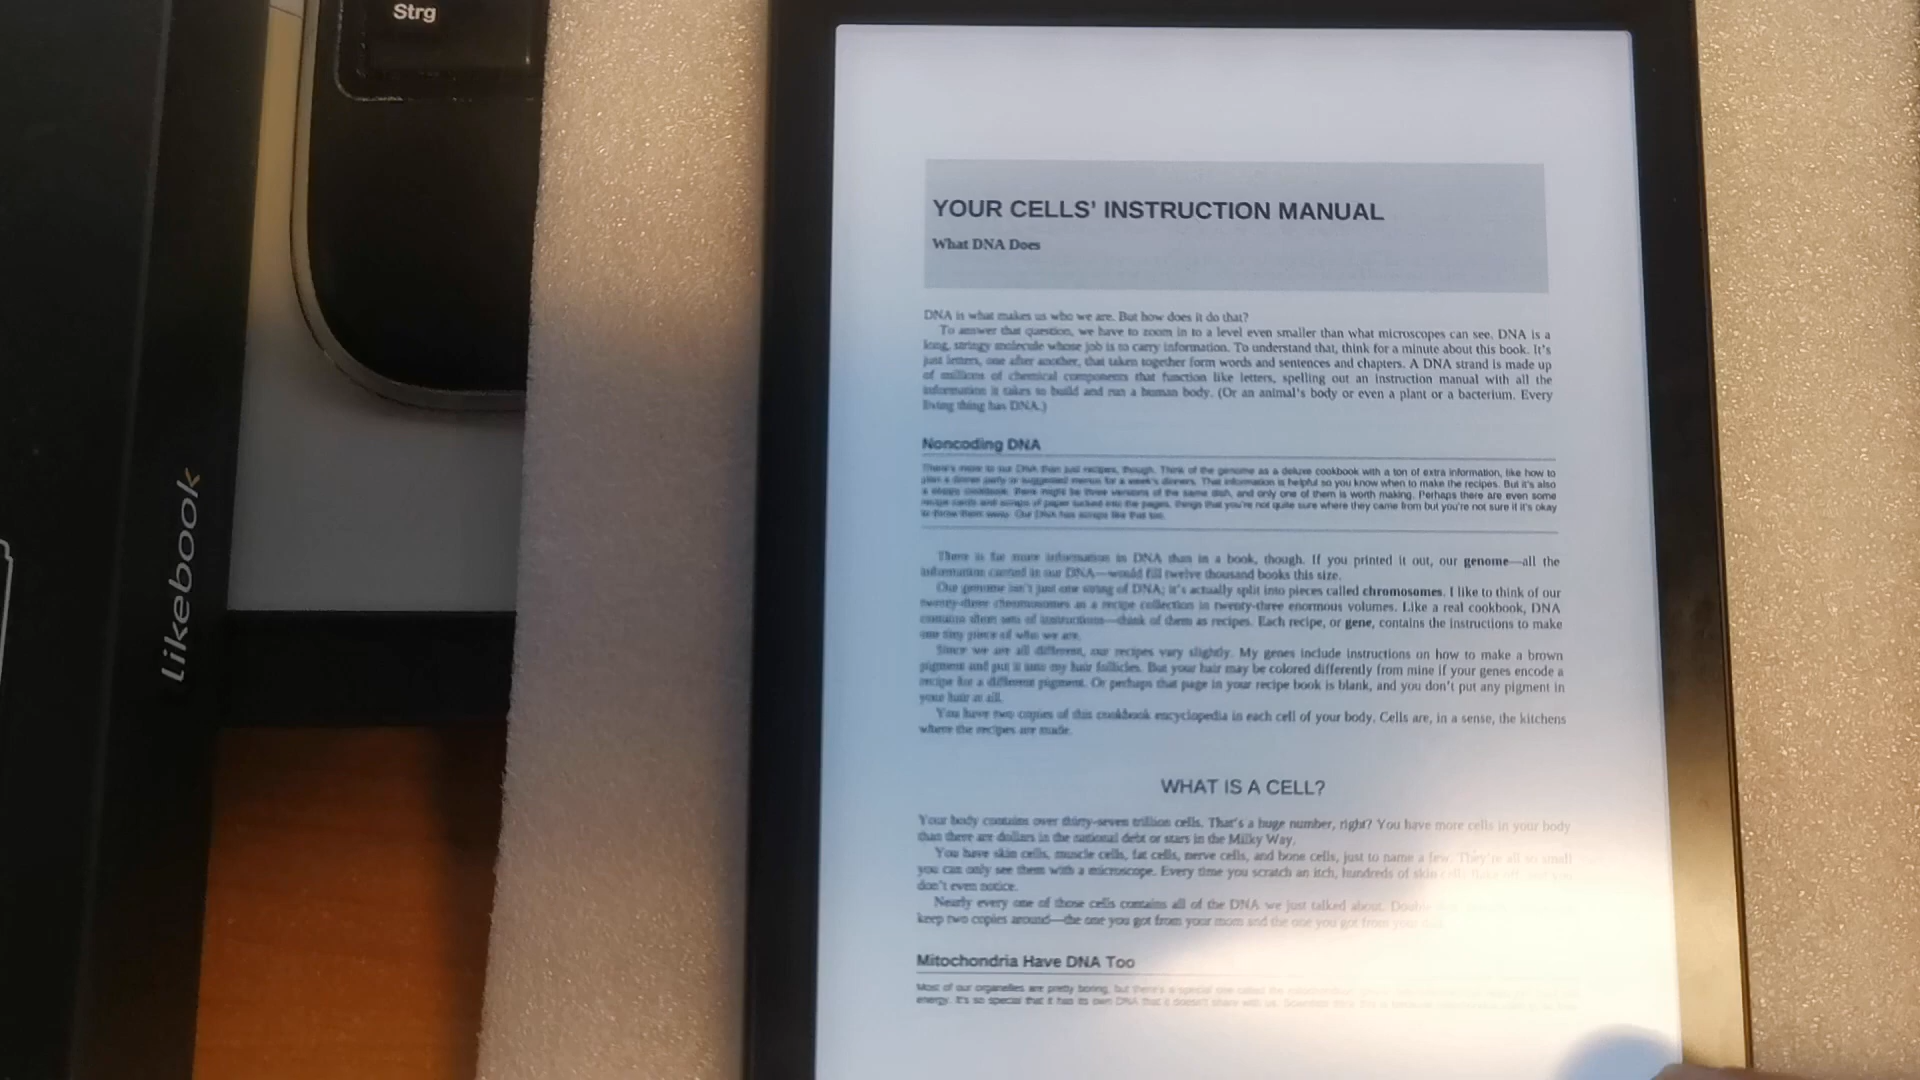 Strg
likebook
YOUR CELLS' INSTRUCTION MANUAL
What DNA Does
DNA is what makes us who we are. But how does it do that?
To answer that question, we have to zoom in to a level even smaller than what microscopes can see. DNA is a
long, stringy molecule whose job is to carry information. To understand that, think for a minute about this book. It's
just letters, one after another, that taken together form words and sentences and chapters. A DNA strand is made up
of millions of chemical components that function like letters, spelling out an instruction manual with all the
information it takes to build and run a human body. (Or an animal's body or even a plant or a bacterium. Every
living thing has DNA.)
Noncoding DNA
There's more to our DNA than just recipes, though. Think of the genome as a deluxe cookbook with a ton of extra information, like how to
plan a dinner party or suggested menus for a week's dinners. That information is helpful so you know when to make the recipes. But it's also
a sloppy cookbook: there might be three versions of the same dish, and only one of them is worth making. Perhaps there are even some
recipe cards and scraps of paper tucked into the pages, things that you're not quite sure where they came from but you're not sure if it's okay
to throw them away. Our DNA has scraps like that too.
There is far more information in DNA than in a book, though. If you printed it out, our genome—all the
information carried in our DNA—would fill twelve thousand books this size.
Our genome isn't just one string of DNA; it's actually split into pieces called chromosomes. I like to think of our
twenty-three chromosomes as a recipe collection in twenty-three enormous volumes. Like a real cookbook, DNA
contains short sets of instructions—think of them as recipes. Each recipe, or gene, contains the instructions to make
one tiny piece of who we are.
Since we are all different, our recipes vary slightly. My genes include instructions on how to make a brown
pigment and put it into my hair follicles. But your hair may be colored differently from mine if your genes encode a
recipe for a different pigment. Or perhaps that page in your recipe book is blank, and you don't put any pigment in
your hair at all.
You have two copies of this cookbook encyclopedia in each cell of your body. Cells are, in a sense, the kitchens
where the recipes are made.
WHAT IS A CELL?
Your body contains over thirty-seven trillion cells. That's a huge number, right? You have more cells in your body
than there are dollars in the national debt or stars in the Milky Way.
You have skin cells, muscle cells, fat cells, nerve cells, and bone cells, just to name a few. They're all so small
you can only see them with a microscope. Every time you scratch an itch, hundreds of skin cells
don't even notice.
Nearly every one of those cells contains all of the DNA we just talked about.
keep two copies around—the one you got from your mom and the one you got from your
Mitochondria Have DNA Too
Most of our organelles are pretty boring, but there's a special one called the
energy. It's so special that it has its own DNA that it doesn't share with us.